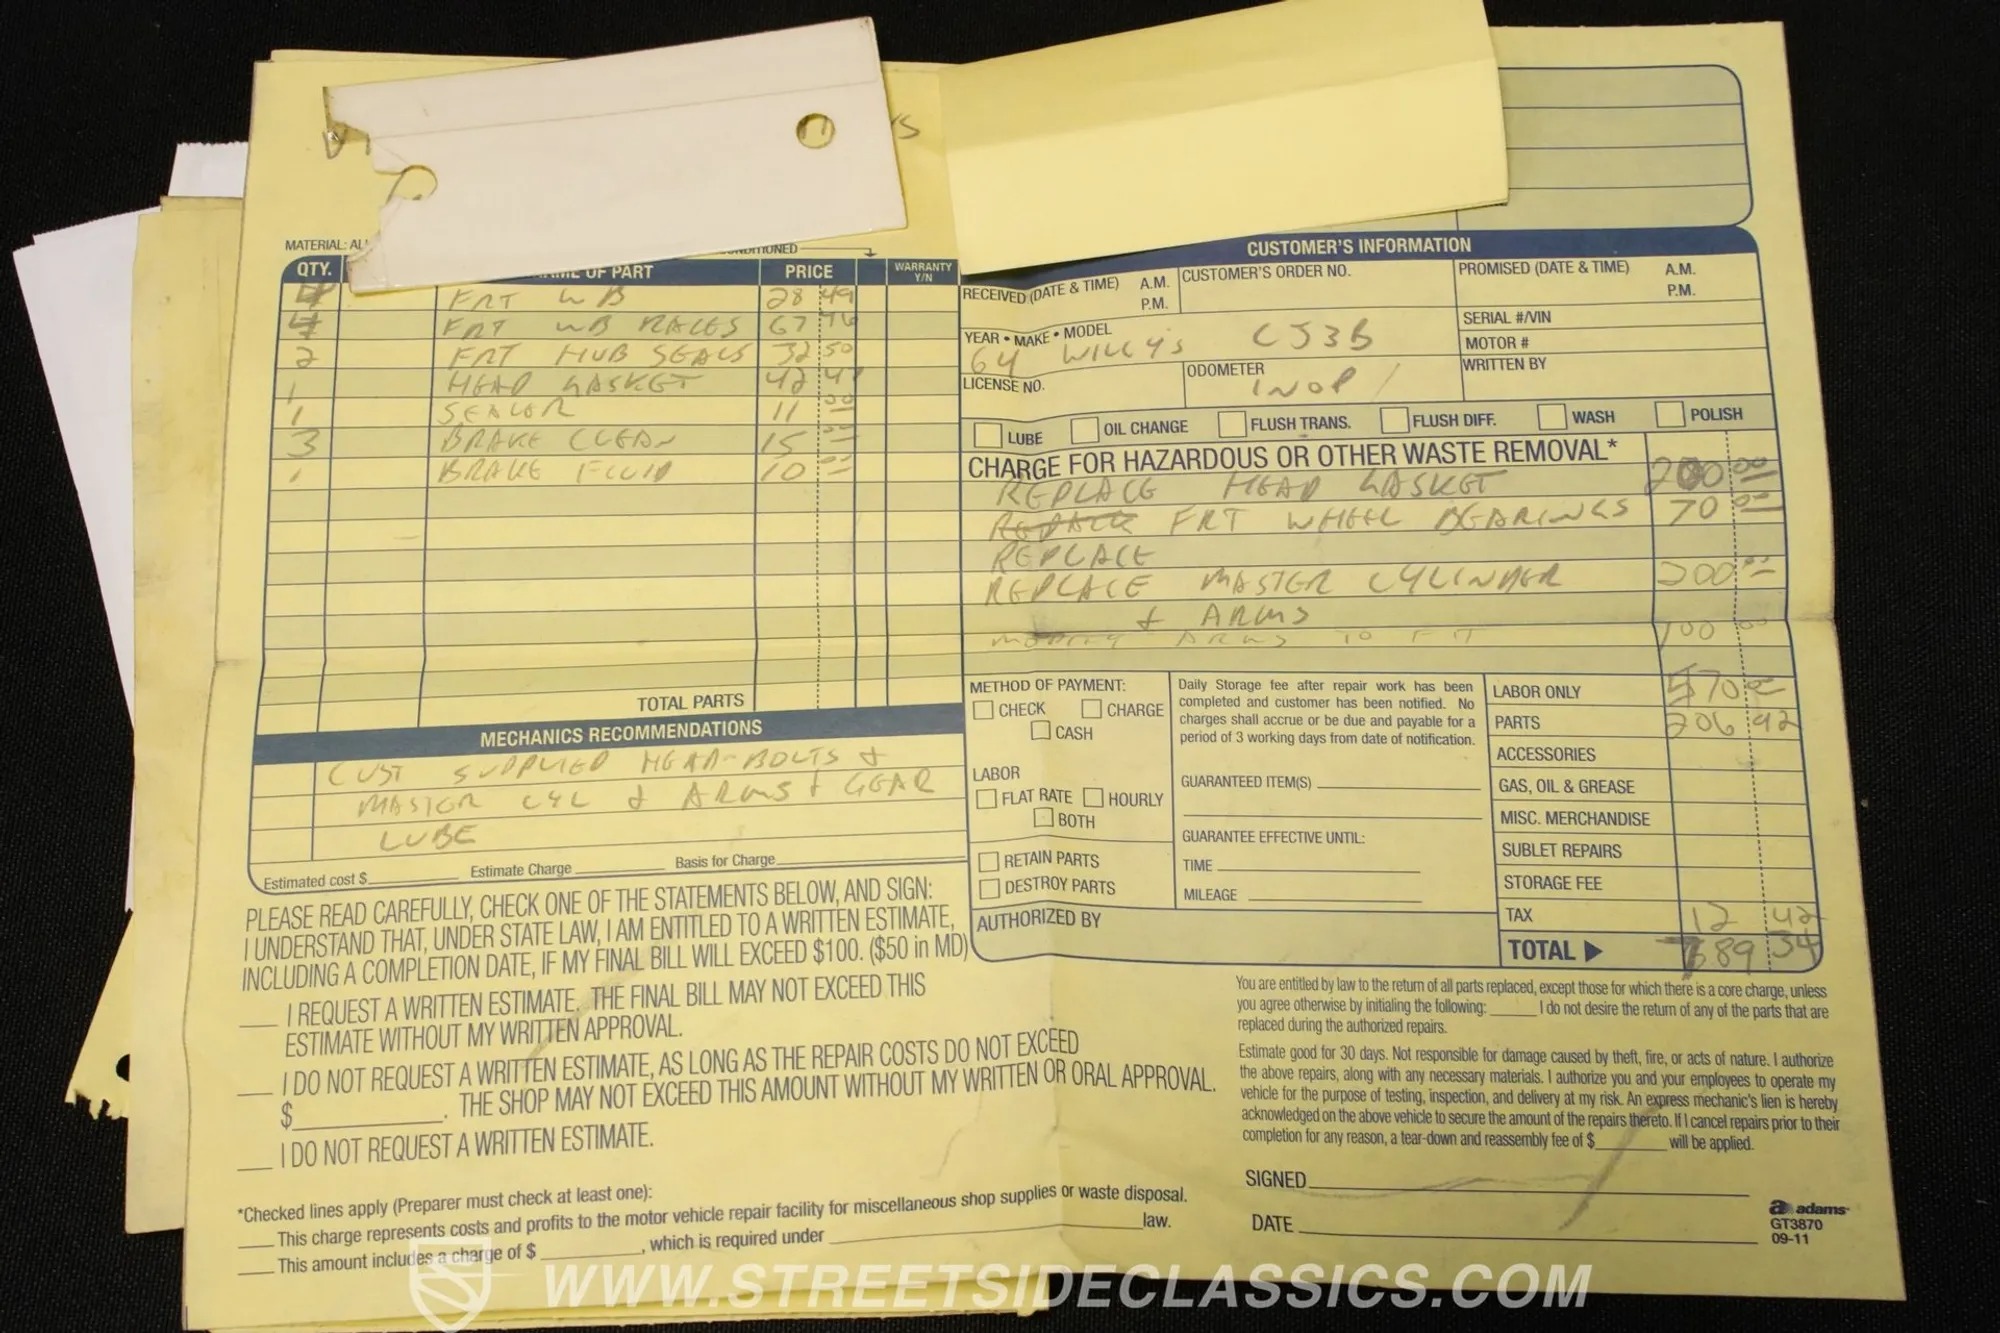 MATERIAL: AL
DITIONED
QTY. NAME OF PART PRICE WARRANTY Y/N
4 FRT WB 28 49
4 FRT WB RACES 67 76
2 FRT HUB SEALS 32 50
1 HEAD GASKET 42 47
1 SEALER 11 00
3 BRAKE CLEAN 15
1 BRAKE FLUID 10
TOTAL PARTS
MECHANICS RECOMMENDATIONS
CUST SUPPLIED HEAD-BOLTS &
MASTER CYL & ARMS & GEAR
LUBE
Estimated cost $ Estimate Charge Basis for Charge
PLEASE READ CAREFULLY, CHECK ONE OF THE STATEMENTS BELOW, AND SIGN:
I UNDERSTAND THAT, UNDER STATE LAW, I AM ENTITLED TO A WRITTEN ESTIMATE,
INCLUDING A COMPLETION DATE, IF MY FINAL BILL WILL EXCEED $100. ($50 in MD)
I REQUEST A WRITTEN ESTIMATE. THE FINAL BILL MAY NOT EXCEED THIS
ESTIMATE WITHOUT MY WRITTEN APPROVAL.
I DO NOT REQUEST A WRITTEN ESTIMATE, AS LONG AS THE REPAIR COSTS DO NOT EXCEED
$ . THE SHOP MAY NOT EXCEED THIS AMOUNT WITHOUT MY WRITTEN OR ORAL APPROVAL.
I DO NOT REQUEST A WRITTEN ESTIMATE.
*Checked lines apply (Preparer must check at least one):
This charge represents costs and profits to the motor vehicle repair facility for miscellaneous shop supplies or waste disposal.
This amount includes a charge of $ , which is required under law.
CUSTOMER'S INFORMATION
RECEIVED (DATE & TIME) A.M. P.M. CUSTOMER'S ORDER NO. PROMISED (DATE & TIME) A.M. P.M.
YEAR • MAKE • MODEL SERIAL #/VIN
64 WILLYS CJ3B MOTOR #
LICENSE NO. ODOMETER WRITTEN BY
INOP
LUBE OIL CHANGE FLUSH TRANS. FLUSH DIFF. WASH POLISH
CHARGE FOR HAZARDOUS OR OTHER WASTE REMOVAL*
REPLACE HEAD GASKET 200 00
REPACK FRT WHEEL BEARINGS 70 00
REPLACE
REPLACE MASTER CYLINDER 200 00
& ARMS
MODIFY ARMS TO FIT 100 00
METHOD OF PAYMENT:
CHECK CHARGE
CASH
LABOR
FLAT RATE HOURLY
BOTH
RETAIN PARTS
DESTROY PARTS
AUTHORIZED BY
Daily Storage fee after repair work has been
completed and customer has been notified. No
charges shall accrue or be due and payable for a
period of 3 working days from date of notification.
GUARANTEED ITEM(S)
GUARANTEE EFFECTIVE UNTIL:
TIME
MILEAGE
LABOR ONLY 570
PARTS 206 92
ACCESSORIES
GAS, OIL & GREASE
MISC. MERCHANDISE
SUBLET REPAIRS
STORAGE FEE
TAX 12 42
TOTAL 789 34
You are entitled by law to the return of all parts replaced, except those for which there is a core charge, unless
you agree otherwise by initialing the following: I do not desire the return of any of the parts that are
replaced during the authorized repairs.
Estimate good for 30 days. Not responsible for damage caused by theft, fire, or acts of nature. I authorize
the above repairs, along with any necessary materials. I authorize you and your employees to operate my
vehicle for the purpose of testing, inspection, and delivery at my risk. An express mechanic's lien is hereby
acknowledged on the above vehicle to secure the amount of the repairs thereto. If I cancel repairs prior to their
completion for any reason, a tear-down and reassembly fee of $ will be applied.
SIGNED
DATE
adams
GT3870
09-11
WWW.STREETSIDECLASSICS.COM